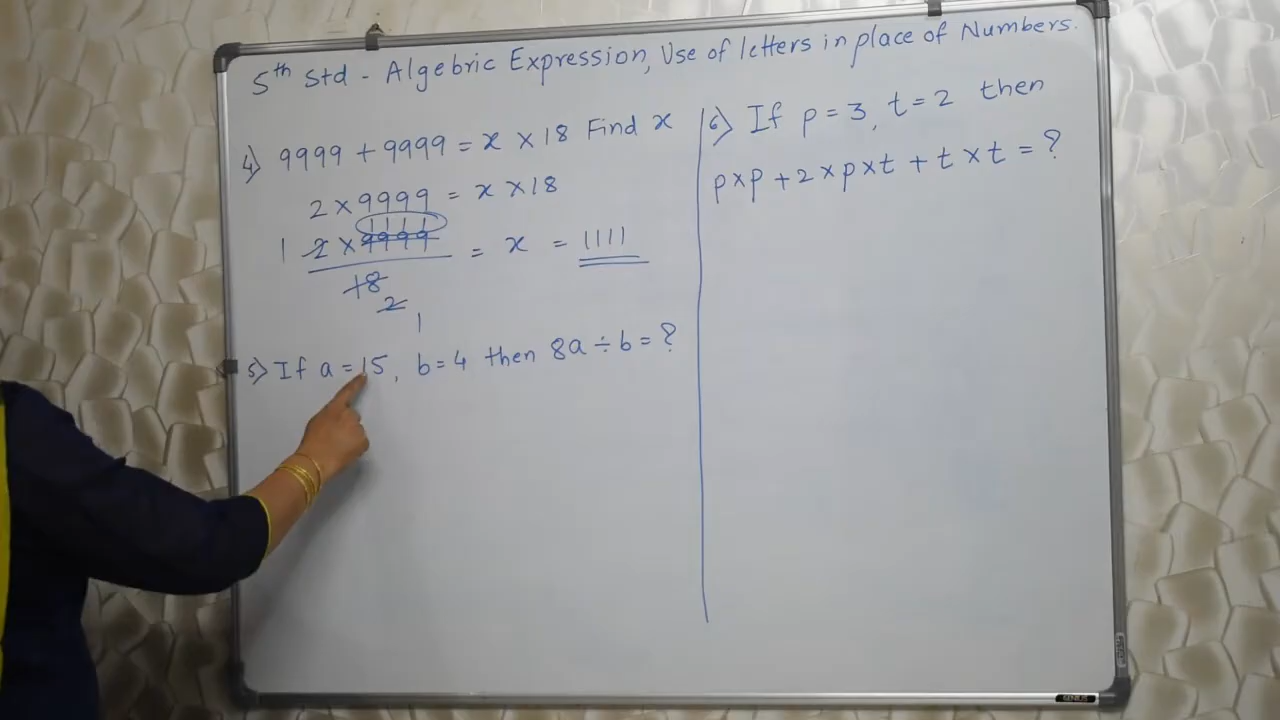 5th Std - Algebric Expression, Use of letters in place of Numbers.
4) 9999 + 9999 = x × 18 Find x
2 × 9999 = x × 18
1111
1 2 × 9999 = x = 1111
18
2
1
5) If a = 15, b = 4 then 8a ÷ b = ?
6) If p = 3, t = 2 then
p × p + 2 × p × t + t × t = ?
GENIUS